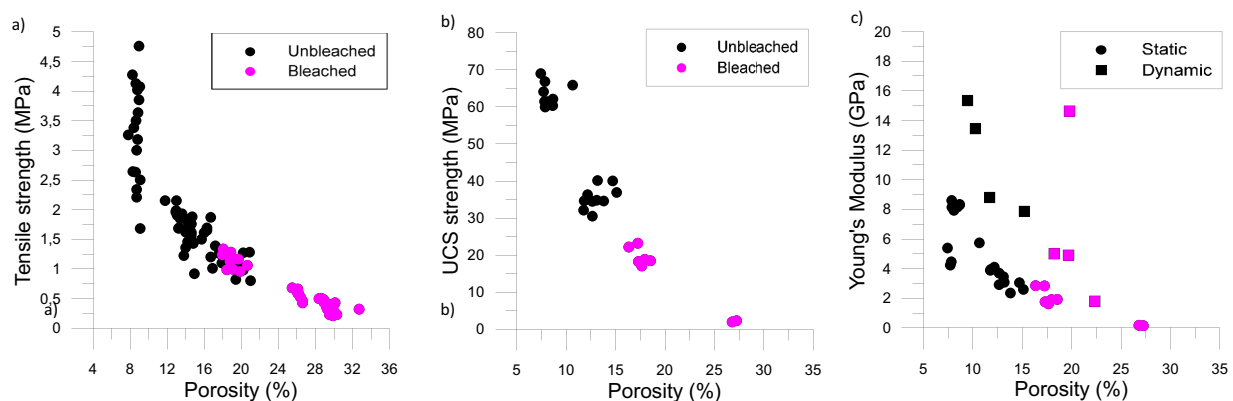 a)
Tensile strength (MPa)
5
4,5
4
3,5
3
2,5
2
1,5
1
0,5
a)
0
4 8 12 16 20 24 28 32 36
Porosity (%)
Unbleached
Bleached
b)
UCS strength (MPa)
80
70
60
50
40
30
20
10
b)
0
5 10 15 20 25 30 35
Porosity (%)
Unbleached
Bleached
c)
Young's Modulus (GPa)
20
18
16
14
12
10
8
6
4
2
0
5 10 15 20 25 30 35
Porosity (%)
Static
Dynamic